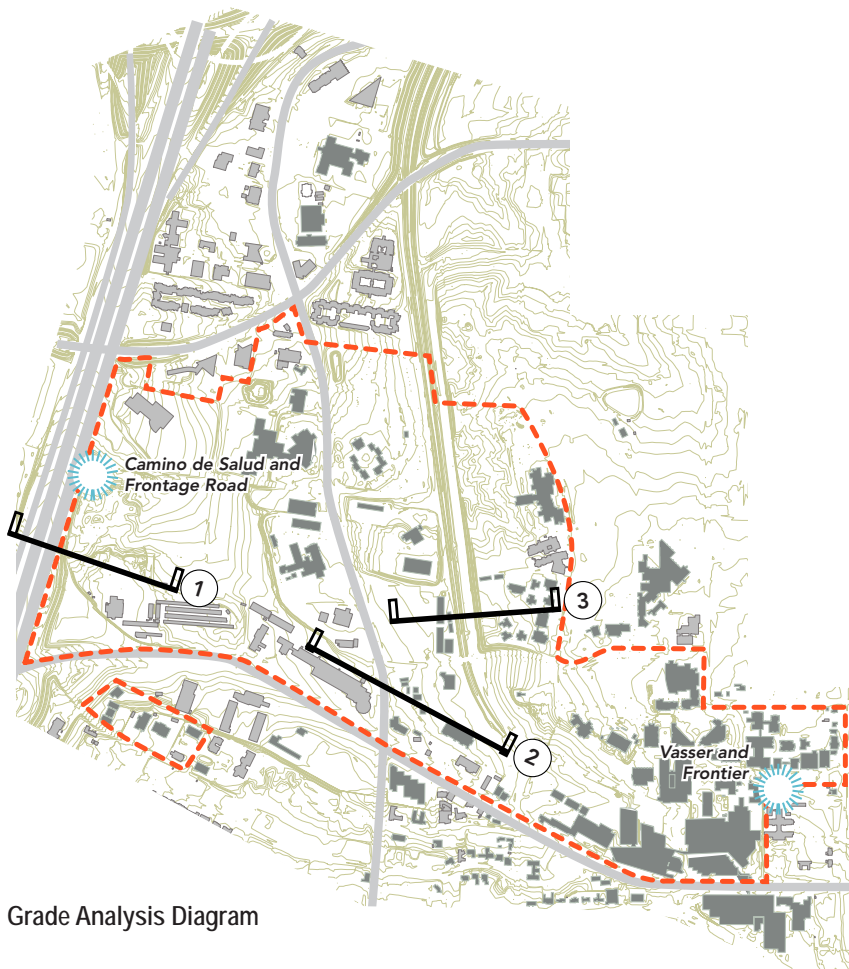 Camino de Salud and
Frontage Road
1
3
2
Vasser and
Frontier
Grade Analysis Diagram